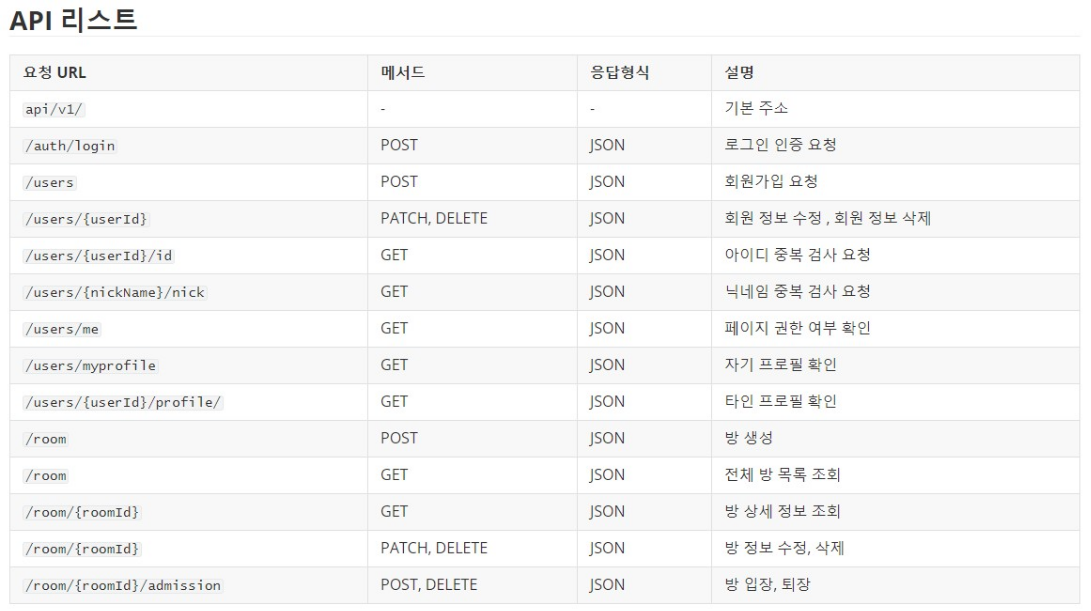 API 리스트
요청 URL 메서드 응답형식 설명
api/v1/ - - 기본 주소
/auth/login POST JSON 로그인 인증 요청
/users POST JSON 회원가입 요청
/users/{userId} PATCH, DELETE JSON 회원 정보 수정 , 회원 정보 삭제
/users/{userId}/id GET JSON 아이디 중복 검사 요청
/users/{nickName}/nick GET JSON 닉네임 중복 검사 요청
/users/me GET JSON 페이지 권한 여부 확인
/users/myprofile GET JSON 자기 프로필 확인
/users/{userId}/profile/ GET JSON 타인 프로필 확인
/room POST JSON 방 생성
/room GET JSON 전체 방 목록 조회
/room/{roomId} GET JSON 방 상세 정보 조회
/room/{roomId} PATCH, DELETE JSON 방 정보 수정, 삭제
/room/{roomId}/admission POST, DELETE JSON 방 입장, 퇴장